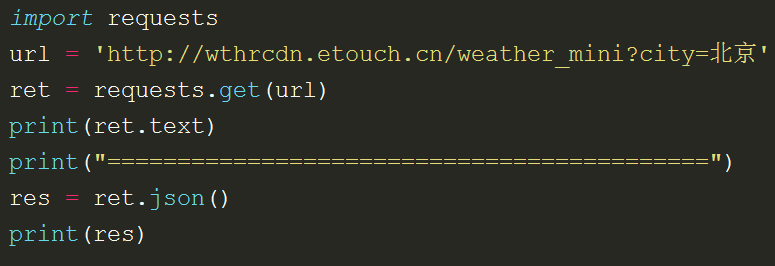 import requests
url = 'http://wthrcdn.etouch.cn/weather_mini?city=北京'
ret = requests.get(url)
print(ret.text)
print("===========================================")
res = ret.json()
print(res)